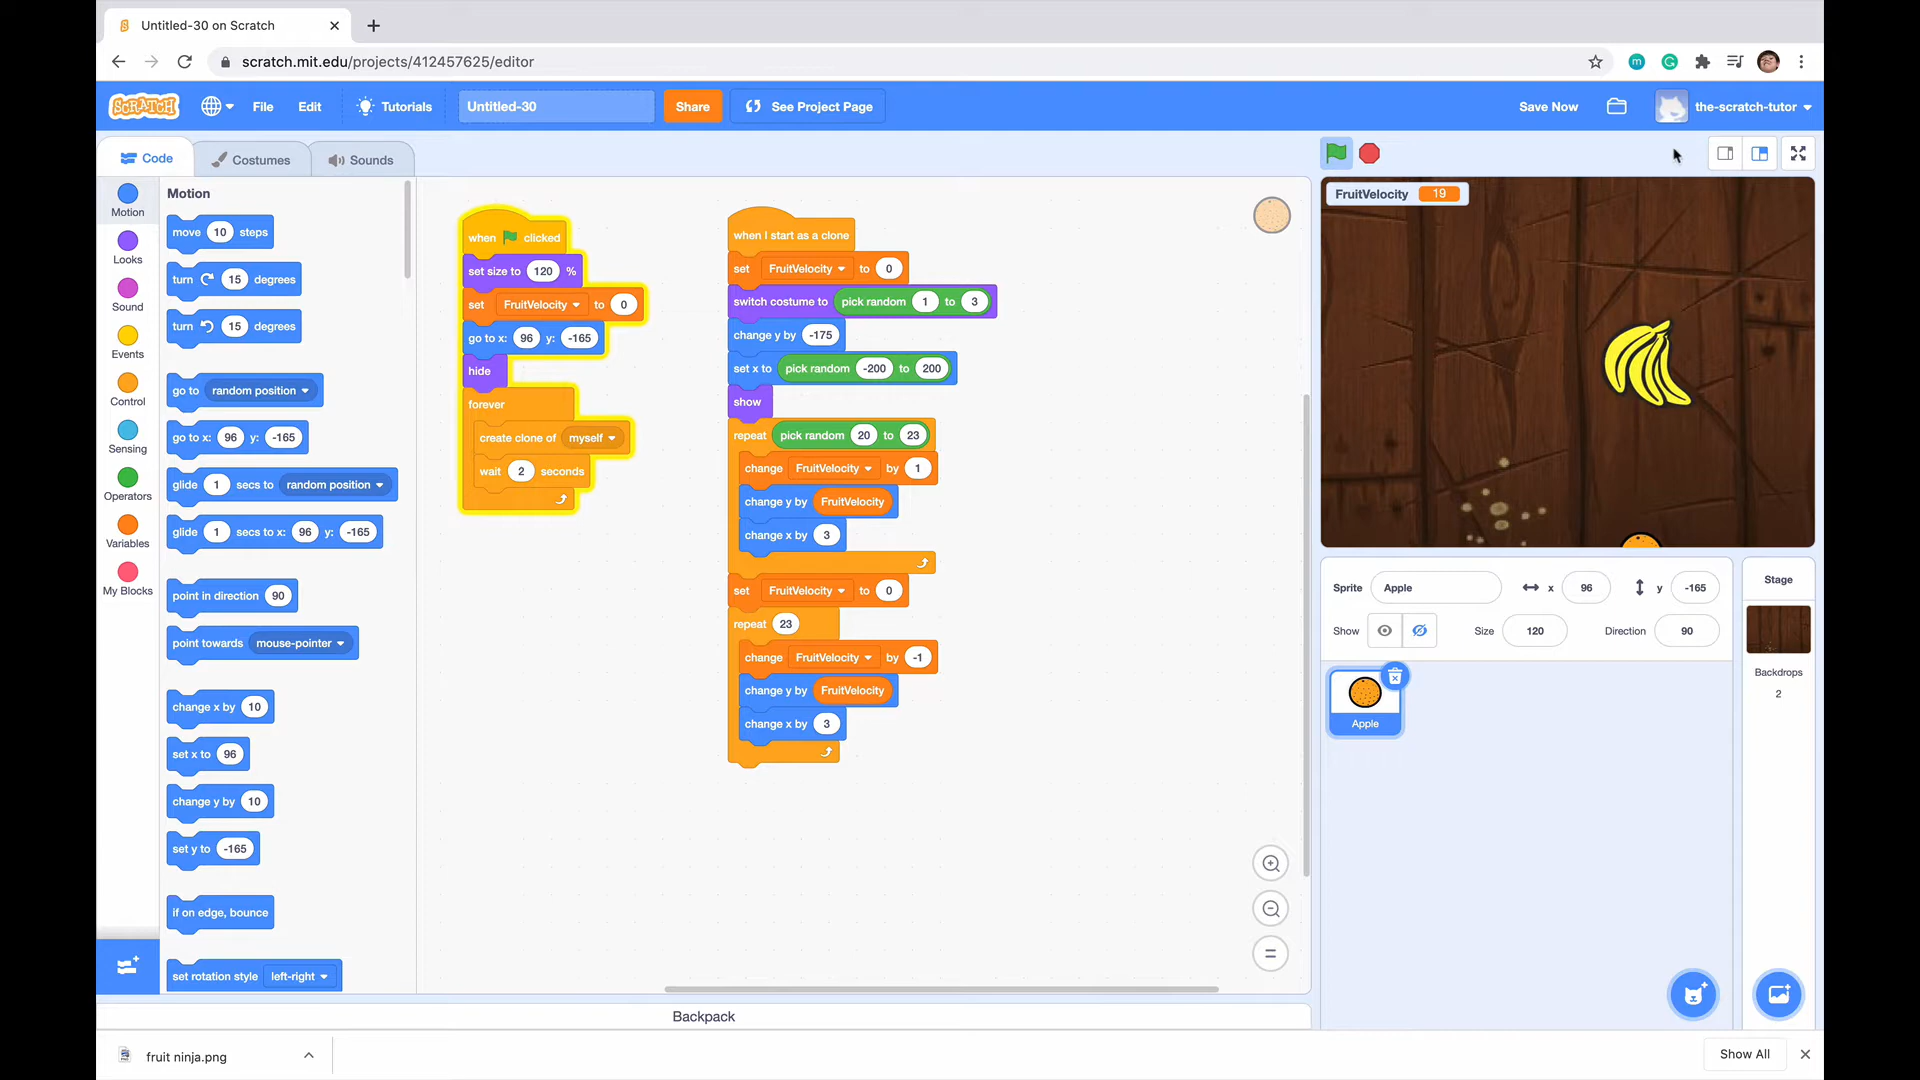 Untitled-30 on Scratch
scratch.mit.edu/projects/412457625/editor
SCRATCH File Edit Tutorials Untitled-30 Share See Project Page Save Now the-scratch-tutor
Code Costumes Sounds
Motion
Looks
Sound
Events
Control
Sensing
Operators
Variables
My Blocks
Motion
move 10 steps
turn 15 degrees
turn 15 degrees
go to random position
go to x: 96 y: -165
glide 1 secs to random position
glide 1 secs to x: 96 y: -165
point in direction 90
point towards mouse-pointer
change x by 10
set x to 96
change y by 10
set y to -165
if on edge, bounce
set rotation style left-right
when clicked
set size to 120 %
set FruitVelocity to 0
go to x: 96 y: -165
hide
forever
create clone of myself
wait 2 seconds
when I start as a clone
set FruitVelocity to 0
switch costume to pick random 1 to 3
change y by -175
set x to pick random -200 to 200
show
repeat pick random 20 to 23
change FruitVelocity by 1
change y by FruitVelocity
change x by 3
set FruitVelocity to 0
repeat 23
change FruitVelocity by -1
change y by FruitVelocity
change x by 3
FruitVelocity 19
Sprite Apple x 96 y -165
Show Size 120 Direction 90
Apple
Stage
Backdrops
2
Backpack
fruit ninja.png
Show All